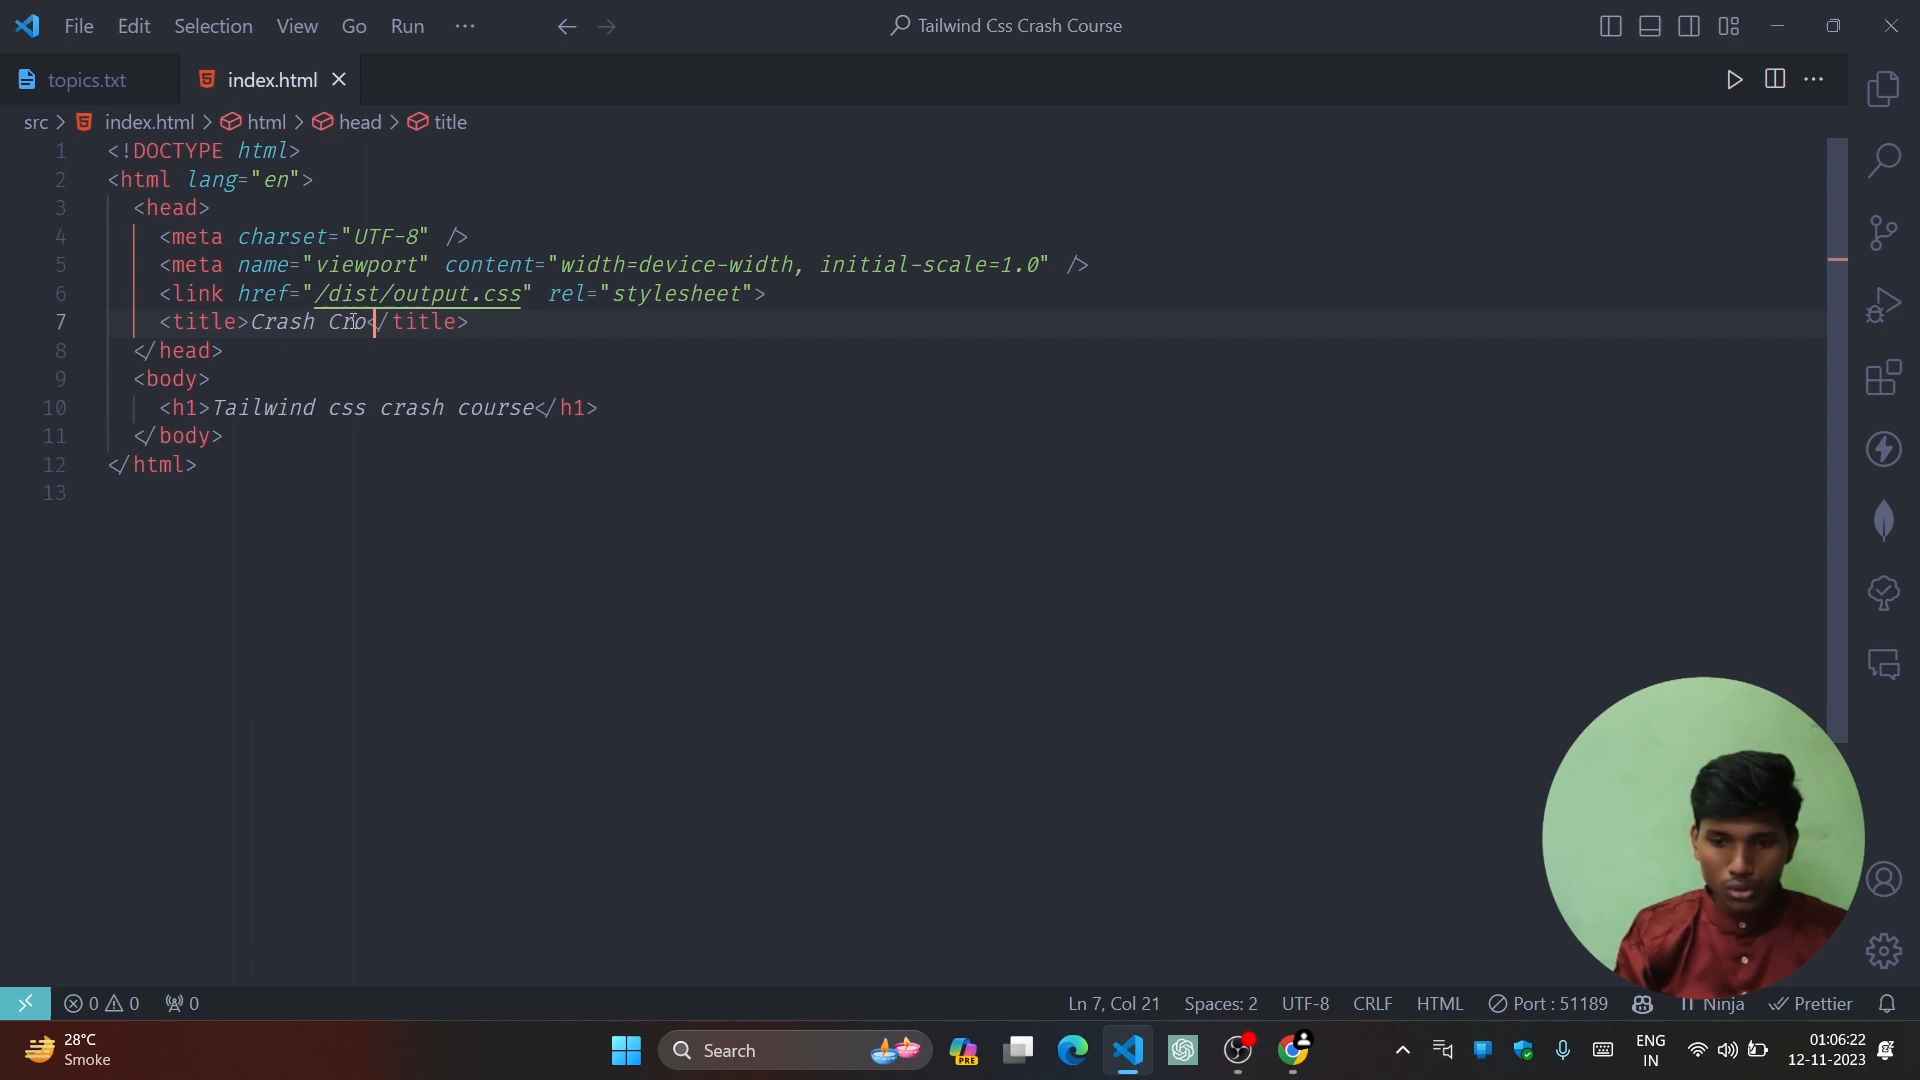 File Edit Selection View Go Run ··· Tailwind Css Crash Course
topics.txt index.html
src > index.html > html > head > title
1 <!DOCTYPE html>
2 <html lang="en">
3 <head>
4 <meta charset="UTF-8" />
5 <meta name="viewport" content="width=device-width, initial-scale=1.0" />
6 <link href="/dist/output.css" rel="stylesheet">
7 <title>Crash Cro</title>
8 </head>
9 <body>
10 <h1>Tailwind css crash course</h1>
11 </body>
12 </html>
13
0 0 0 Ln 7, Col 21 Spaces: 2 UTF-8 CRLF HTML Port : 51189 Ninja Prettier
28°C
Smoke
Search
PRE
ENG
IN
01:06:22
12-11-2023